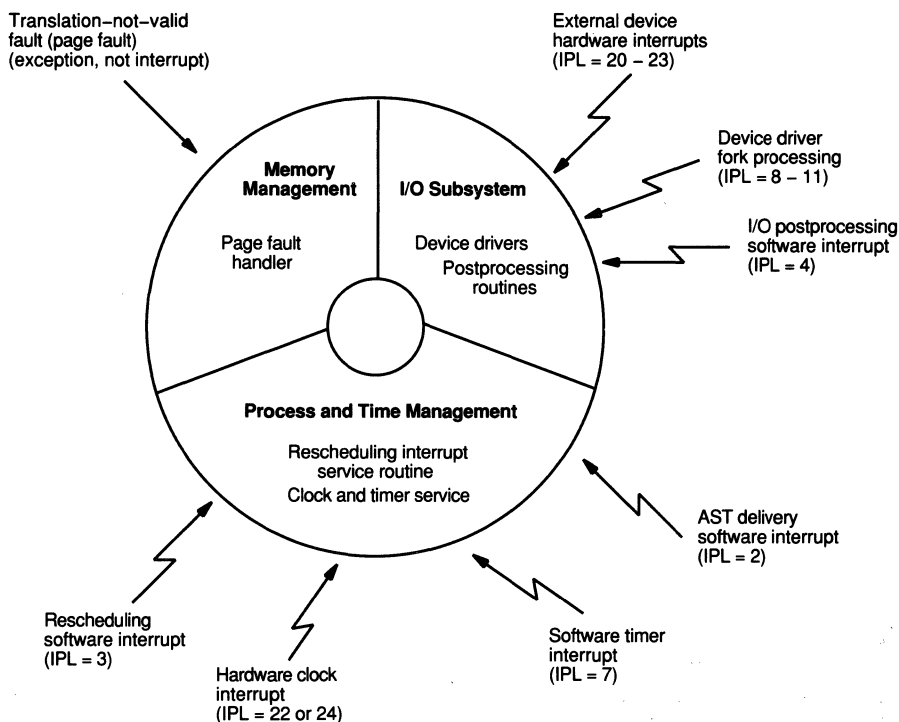 Translation–not–valid
fault (page fault)
(exception, not interrupt)
External device
hardware interrupts
(IPL = 20 – 23)
Device driver
fork processing
(IPL = 8 – 11)
I/O postprocessing
software interrupt
(IPL = 4)
Memory
Management
Page fault
handler
I/O Subsystem
Device drivers
Postprocessing
routines
Process and Time Management
Rescheduling interrupt
service routine
Clock and timer service
AST delivery
software interrupt
(IPL = 2)
Rescheduling
software interrupt
(IPL = 3)
Hardware clock
interrupt
(IPL = 22 or 24)
Software timer
interrupt
(IPL = 7)